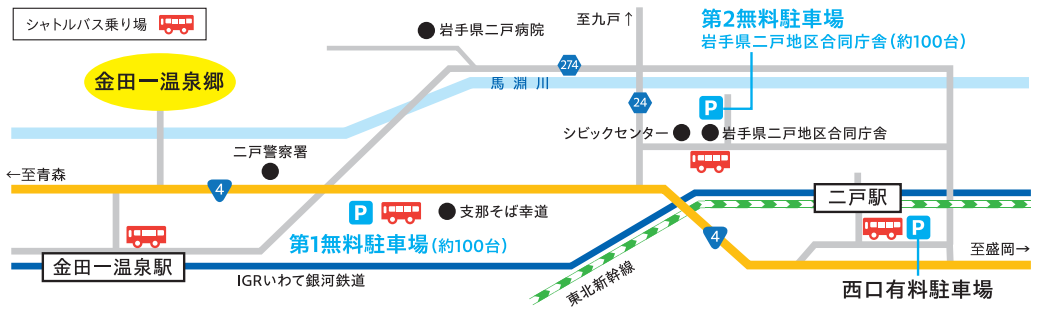 シャトルバス乗り場
至九戸↑
第2無料駐車場
岩手県二戸地区合同庁舎（約100台）
岩手県二戸病院
274
金田一温泉郷
馬淵川
24
P
シビックセンター
岩手県二戸地区合同庁舎
二戸警察署
←至青森
4
二戸駅
P
支那そば幸道
第1無料駐車場（約100台）
P
4
至盛岡→
金田一温泉駅
IGRいわて銀河鉄道
東北新幹線
西口有料駐車場